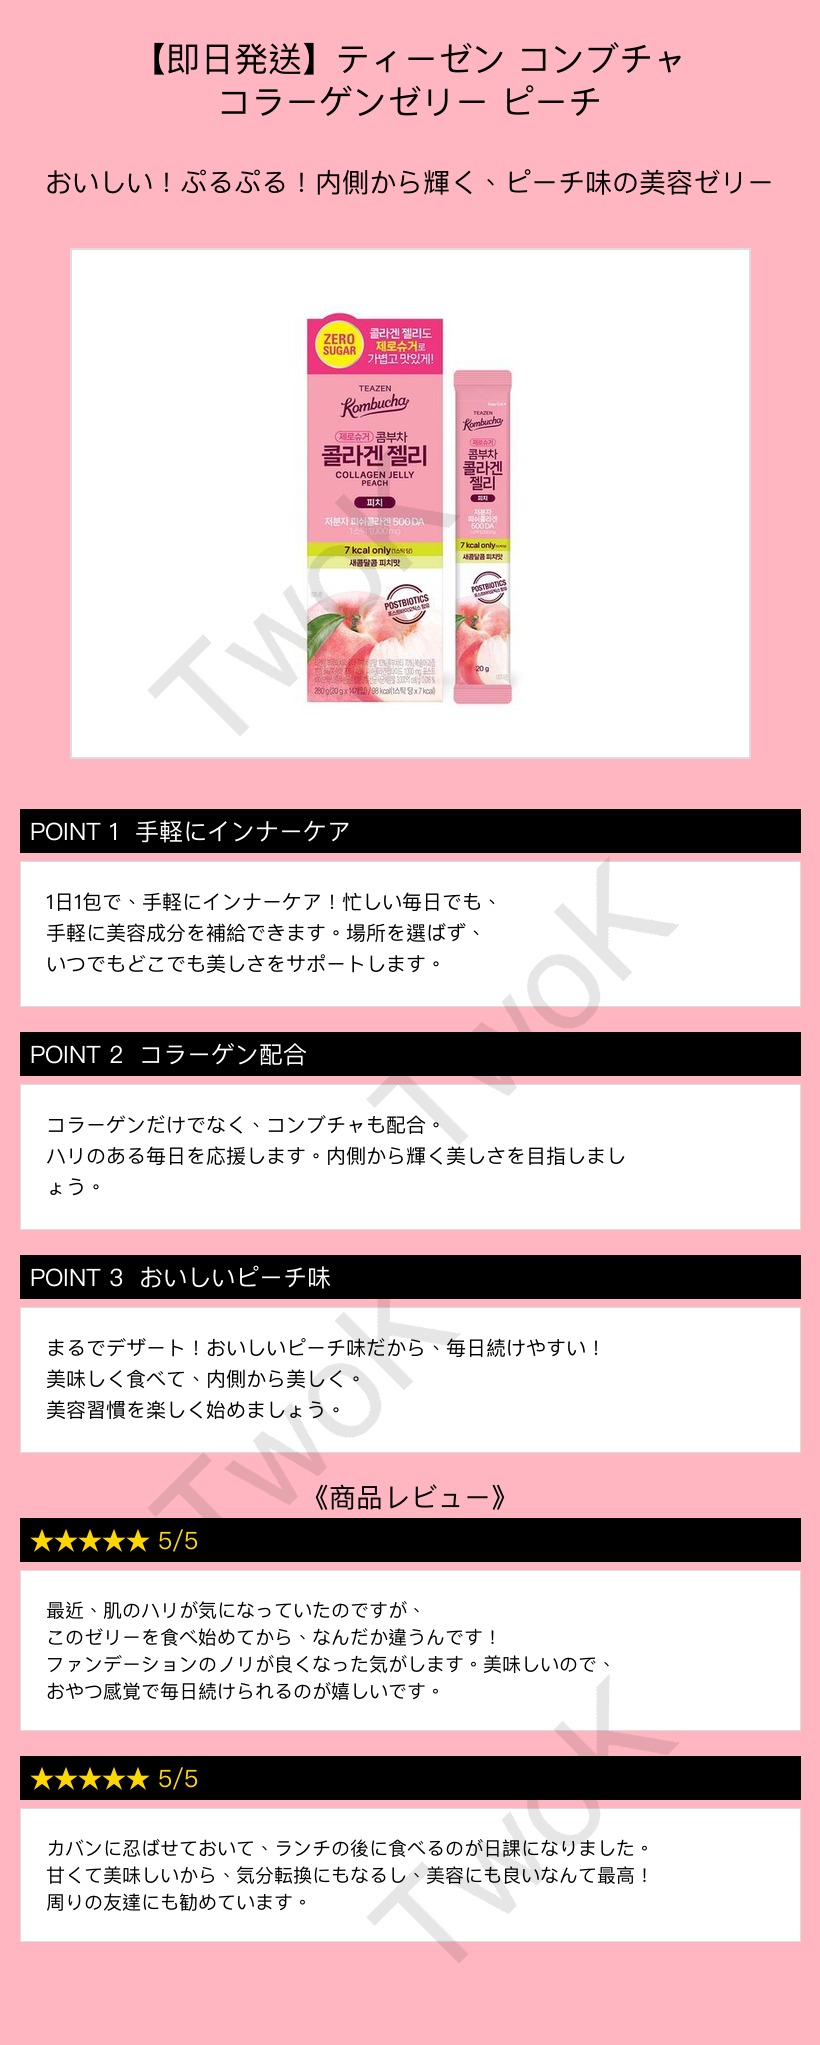 【即日発送】ティーゼン コンブチャ
コラーゲンゼリー ピーチ
おいしい！ぷるぷる！内側から輝く、ピーチ味の美容ゼリー
ZERO
SUGAR
콜라겐 젤리도
제로슈거로
가볍고 맛있게!
TEAZEN
Kombucha
제로슈거 콤부차
콜라겐 젤리
COLLAGEN JELLY
PEACH
피치
저분자 피쉬콜라겐 500 DA
7 kcal only(1스틱 당)
새콤달콤 피치맛
POSTBIOTICS
280 g(20 g x 14개입) / 98 kcal(1스틱 당 x 7 kcal)
TEAZEN
Kombucha
제로슈거
콤부차
콜라겐
젤리
피치
저분자
피쉬콜라겐
500 DA
7 kcal only
새콤달콤 피치맛
POSTBIOTICS
20 g
TwoK
POINT 1 手軽にインナーケア
1日1包で、手軽にインナーケア！忙しい毎日でも、
手軽に美容成分を補給できます。場所を選ばず、
いつでもどこでも美しさをサポートします。
TwoK
POINT 2 コラーゲン配合
コラーゲンだけでなく、コンブチャも配合。
ハリのある毎日を応援します。内側から輝く美しさを目指しまし
ょう。
POINT 3 おいしいピーチ味
まるでデザート！おいしいピーチ味だから、毎日続けやすい！
美味しく食べて、内側から美しく。
美容習慣を楽しく始めましょう。
TwoK
《商品レビュー》
★★★★★ 5/5
最近、肌のハリが気になっていたのですが、
このゼリーを食べ始めてから、なんだか違うんです！
ファンデーションのノリが良くなった気がします。美味しいので、
おやつ感覚で毎日続けられるのが嬉しいです。
★★★★★ 5/5
カバンに忍ばせておいて、ランチの後に食べるのが日課になりました。
甘くて美味しいから、気分転換にもなるし、美容にも良いなんて最高！
周りの友達にも勧めています。
TwoK